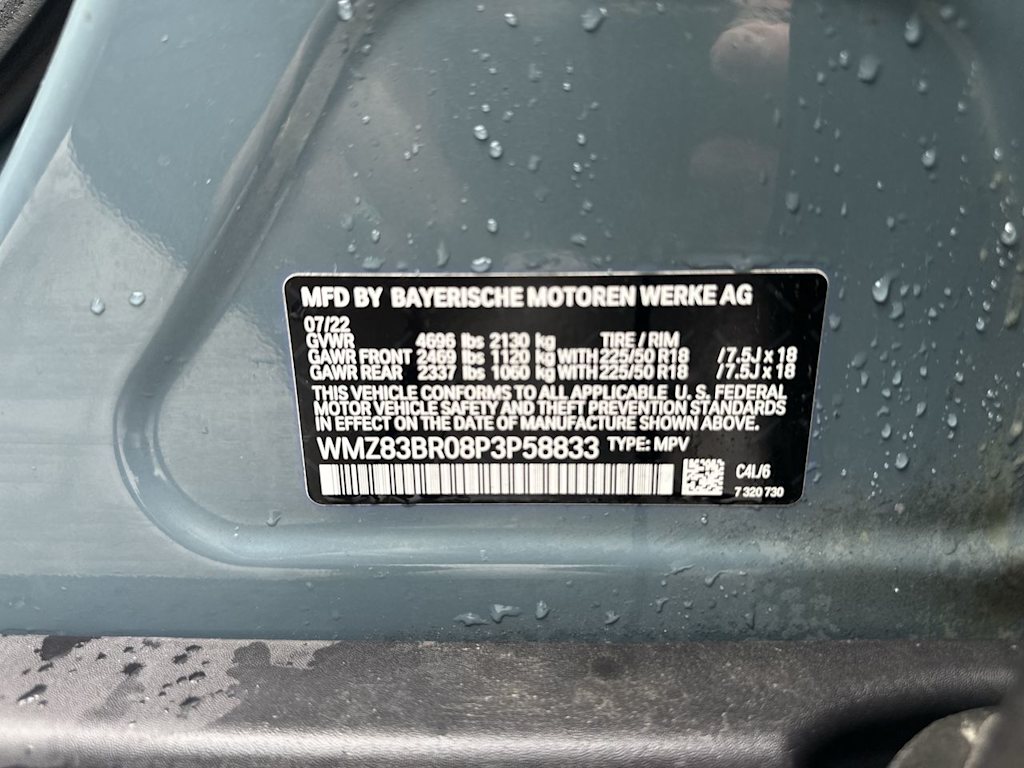 MFD BY BAYERISCHE MOTOREN WERKE AG
07/22
GVWR 4696 lbs 2130 kg TIRE / RIM
GAWR FRONT 2469 lbs 1120 kg WITH 225/50 R18 /7.5J x 18
GAWR REAR 2337 lbs 1060 kg WITH 225/50 R18 /7.5J x 18
THIS VEHICLE CONFORMS TO ALL APPLICABLE U. S. FEDERAL
MOTOR VEHICLE SAFETY AND THEFT PREVENTION STANDARDS
IN EFFECT ON THE DATE OF MANUFACTURE SHOWN ABOVE.
WMZ83BR08P3P58833 TYPE: MPV
C4L/6
7 320 730